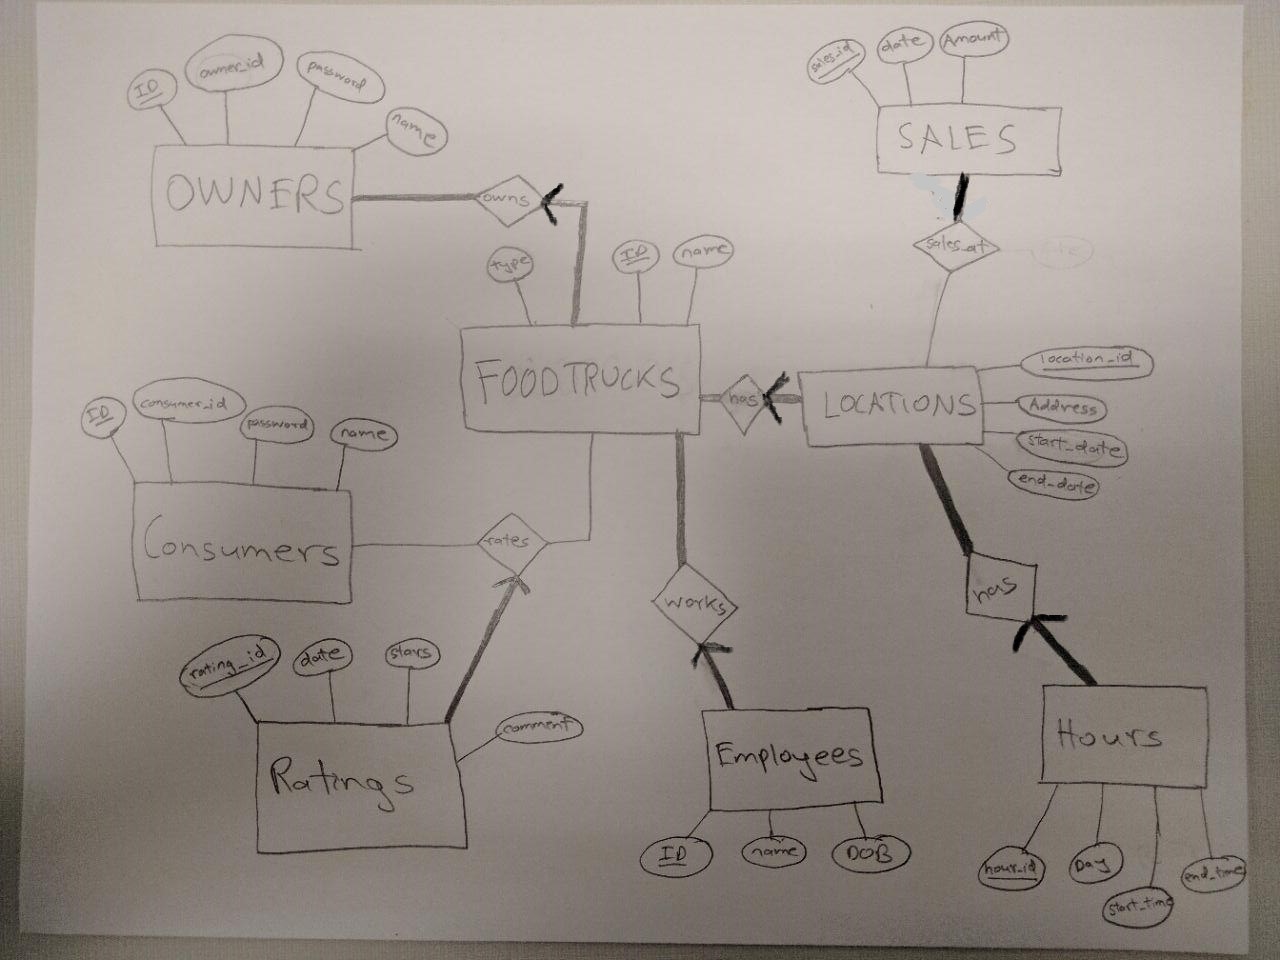 sales_id
date
Amount
SALES
sales_at
ID
owner_id
password
name
OWNERS
owns
type
ID
name
FOODTRUCKS
has
LOCATIONS
location_id
Address
start_date
end_date
ID
consumer_id
password
name
Consumers
rates
works
has
rating_id
date
stars
comment
Ratings
Employees
ID
name
DOB
Hours
hour_id
Day
start_time
end_time